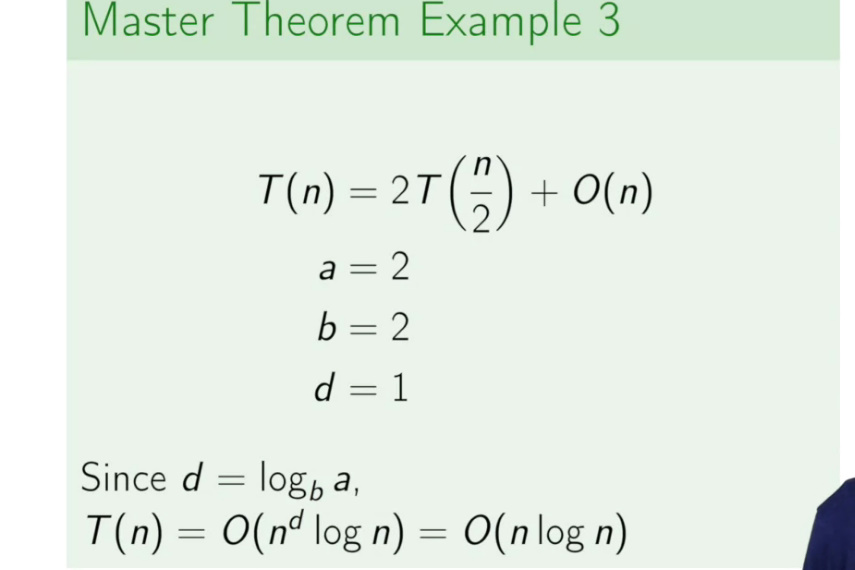 Master Theorem Example 3
T(n) = 2T(n/2) + O(n)
a = 2
b = 2
d = 1
Since d = log_b a,
T(n) = O(n^d log n) = O(n log n)